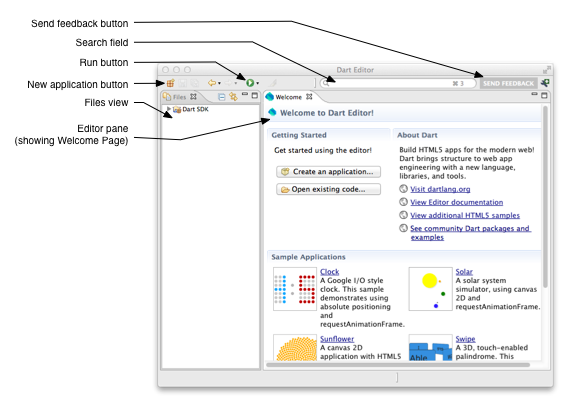 Send feedback button
Search field
Run button
New application button
Files view
Editor pane
(showing Welcome Page)
Dart Editor
⌘ 3
SEND FEEDBACK
Files
Welcome
Dart SDK
Welcome to Dart Editor!
Getting Started
Get started using the editor!
Create an application...
Open existing code...
About Dart
Build HTML5 apps for the modern web!
Dart brings structure to web app
engineering with a new language,
libraries, and tools.
Visit dartlang.org
View Editor documentation
View additional HTML5 samples
See community Dart packages and
examples
Sample Applications
Clock
A Google I/O style
clock. This sample
demonstrates using
absolute positioning
and
requestAnimationFrame.
Solar
A solar system
simulator, using canvas
2D and
requestAnimationFrame.
Sunflower
A canvas 2D
application with HTML5
Able
Swipe
A 3D, touch-enabled
palindrome. This